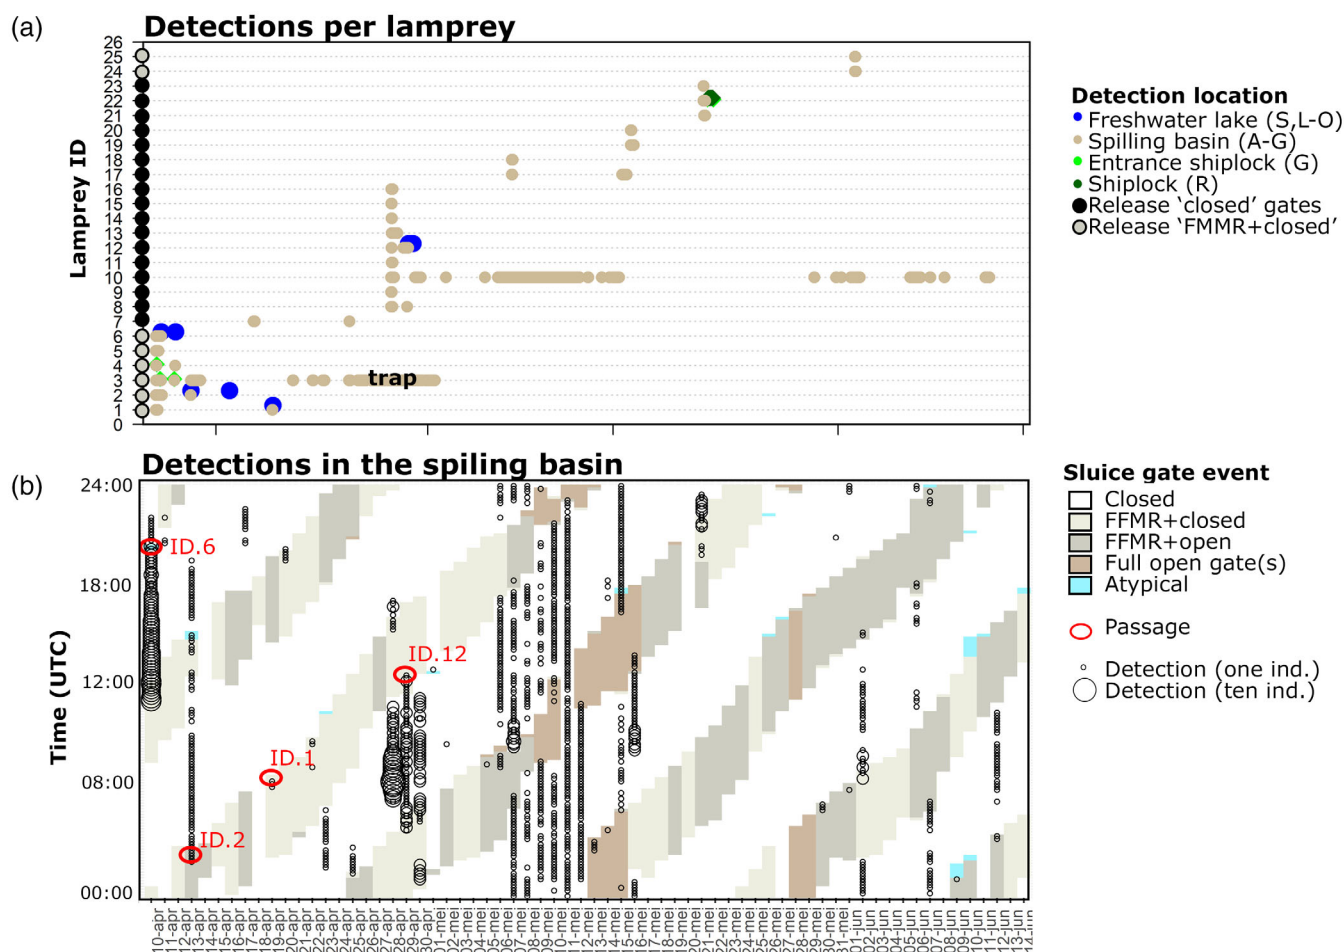 (a)
Detections per lamprey
Lamprey ID
26
25
24
23
22
21
20
19
18
17
16
15
14
13
12
11
10
9
8
7
6
5
4
3
2
1
0
trap
Detection location
Freshwater lake (S,L-O)
Spilling basin (A-G)
Entrance shiplock (G)
Shiplock (R)
Release ‘closed’ gates
Release ‘FMMR+closed’
(b)
Detections in the spiling basin
Time (UTC)
24:00
18:00
12:00
08:00
00:00
ID.6
ID.12
ID.1
ID.2
Sluice gate event
Closed
FFMR+closed
FFMR+open
Full open gate(s)
Atypical
Passage
Detection (one ind.)
Detection (ten ind.)
10-apr
11-apr
12-apr
13-apr
14-apr
15-apr
16-apr
17-apr
18-apr
19-apr
20-apr
21-apr
22-apr
23-apr
24-apr
25-apr
26-apr
27-apr
28-apr
29-apr
30-apr
01-mei
02-mei
03-mei
04-mei
05-mei
06-mei
07-mei
08-mei
09-mei
10-mei
11-mei
12-mei
13-mei
14-mei
15-mei
16-mei
17-mei
18-mei
19-mei
20-mei
21-mei
22-mei
23-mei
24-mei
25-mei
26-mei
27-mei
28-mei
29-mei
30-mei
31-mei
01-jun
02-jun
03-jun
04-jun
05-jun
06-jun
07-jun
08-jun
09-jun
10-jun
11-jun
12-jun
13-jun
14-jun